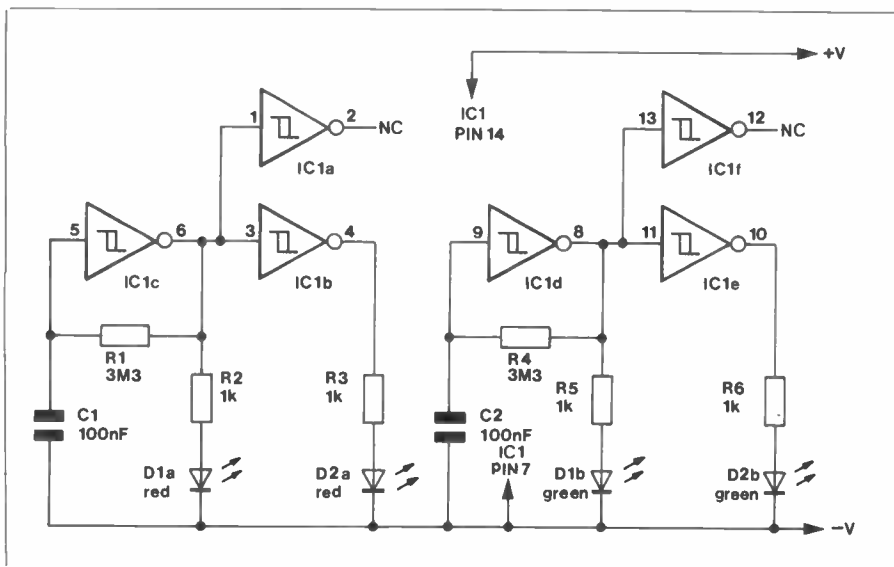 +V
IC1
PIN 14
1
2
NC
IC1a
13
12
NC
IC1f
5
6
IC1c
3
4
IC1b
9
8
IC1d
11
10
IC1e
R1
3M3
R2
1k
R3
1k
R4
3M3
R5
1k
R6
1k
C1
100nF
C2
100nF
IC1
PIN 7
D1a
red
D2a
red
D1b
green
D2b
green
−V